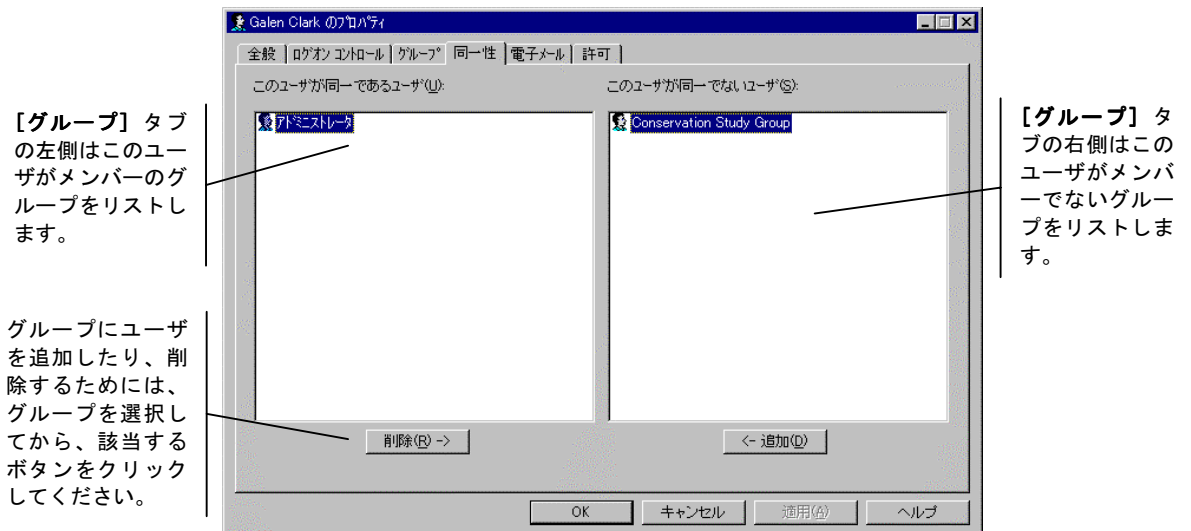 Galen Clark のﾌﾟﾛﾊﾟﾃｨ
全般 ﾛｸﾞｵﾝ ｺﾝﾄﾛｰﾙ ｸﾞﾙｰﾌﾟ 同一性 電子ﾒｰﾙ 許可
このﾕｰｻﾞが同一であるﾕｰｻﾞ(U):
このﾕｰｻﾞが同一でないﾕｰｻﾞ(S):
ｱﾄﾞﾐﾆｽﾄﾚｰﾀ
Conservation Study Group
[グループ] タブ
の左側はこのユー
ザがメンバーのグ
ループをリストし
ます。
[グループ] タ
ブの右側はこの
ユーザがメンバ
ーでないグルー
プをリストしま
す。
グループにユーザ
を追加したり、削
除するためには、
グループを選択し
てから、該当する
ボタンをクリック
してください。
削除(R) ->
<- 追加(D)
OK
キャンセル
適用(A)
ヘルプ